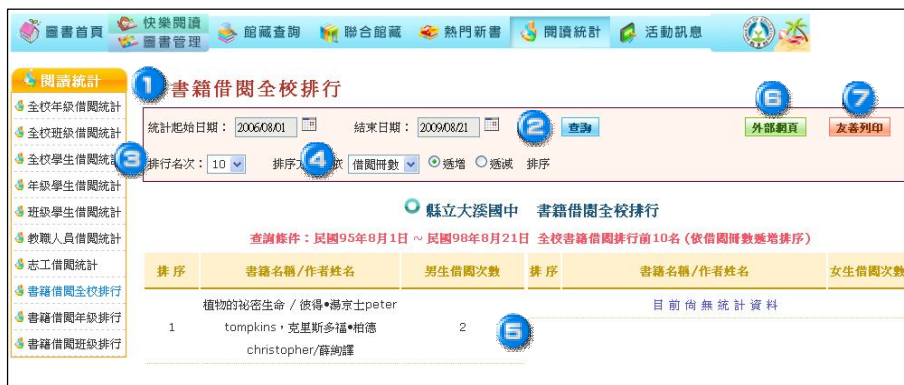 圖書首頁
快樂閱讀
圖書管理
館藏查詢
聯合館藏
熱門新書
閱讀統計
活動訊息
閱讀統計
全校年級借閱統計
全校班級借閱統計
全校學生借閱統計
年級學生借閱統計
班級學生借閱統計
教職人員借閱統計
志工借閱統計
書籍借閱全校排行
書籍借閱年級排行
書籍借閱班級排行
1 書籍借閱全校排行
統計起始日期: 2006/08/01 結束日期: 2009/08/21 2 查詢 6 外部網頁 7 友善列印
3 排行名次: 10 排序 4 依 借閱冊數 遞增 遞減 排序
縣立大溪國中 書籍借閱全校排行
查詢條件:民國95年8月1日 ~ 民國98年8月21日 全校書籍借閱排行前10名 (依借閱冊數遞增排序)
排 序 書籍名稱/作者姓名 男生借閱次數 排 序 書籍名稱/作者姓名 女生借閱次數
植物的祕密生命 / 彼得•湯京士peter
目前尚無統計資料
1 tompkins,克里斯多福•柏德 2 5
christopher/薛絢譯